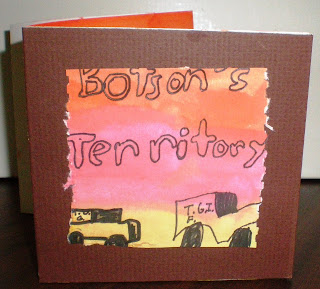 Botson's
Territory
T. G.I.
F.